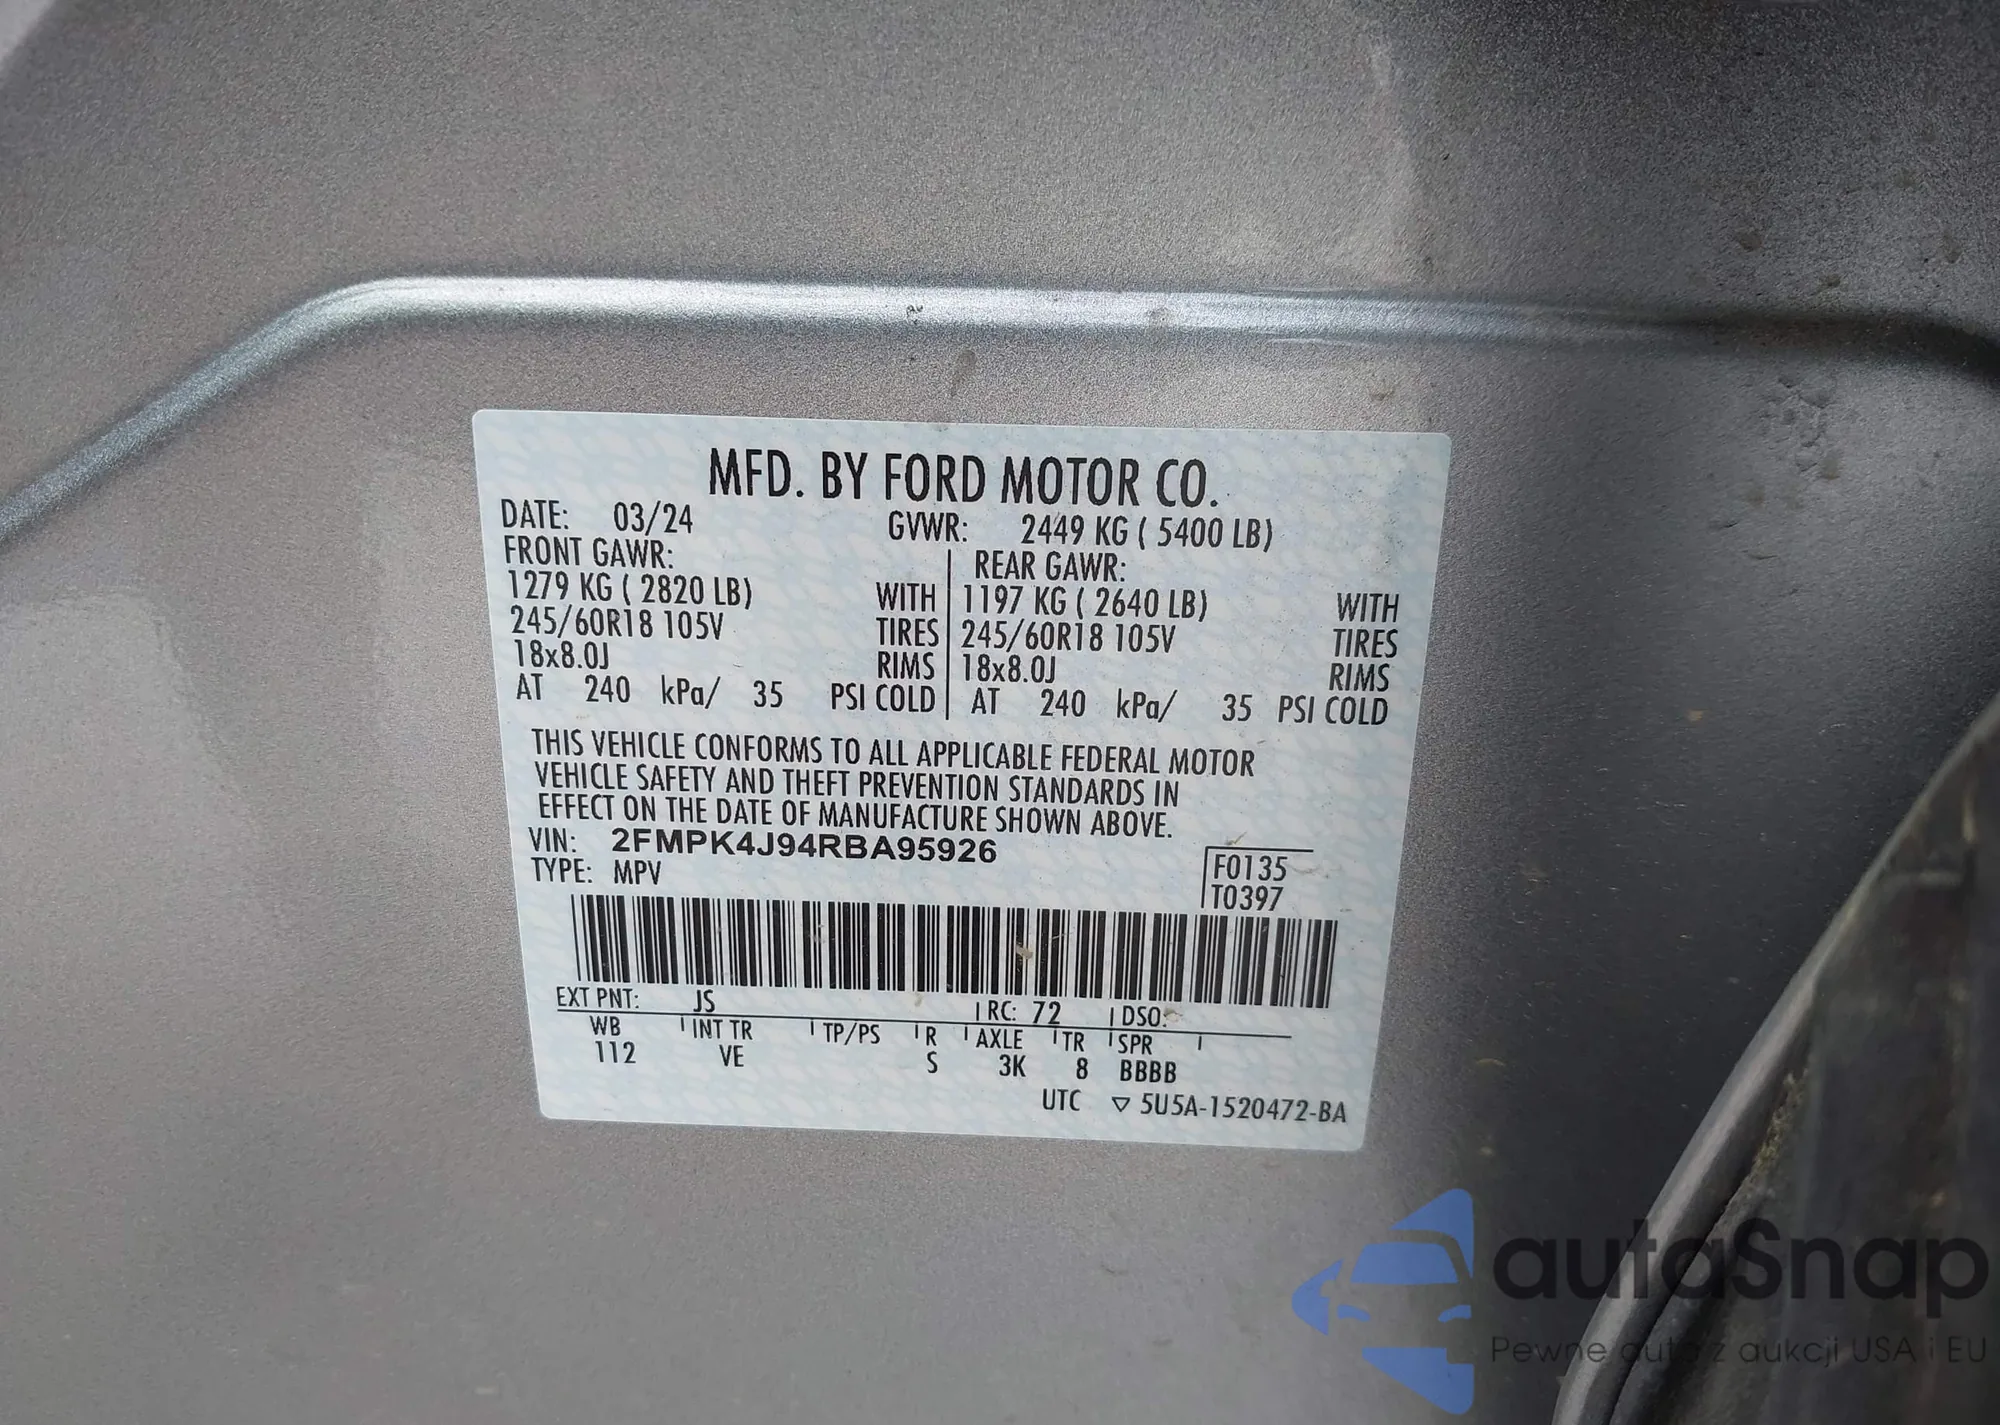 MFD. BY FORD MOTOR CO.
DATE: 03/24 GVWR: 2449 KG ( 5400 LB)
FRONT GAWR: REAR GAWR:
1279 KG ( 2820 LB) WITH 1197 KG ( 2640 LB) WITH
245/60R18 105V TIRES 245/60R18 105V TIRES
18x8.0J RIMS 18x8.0J RIMS
AT 240 kPa/ 35 PSI COLD AT 240 kPa/ 35 PSI COLD
THIS VEHICLE CONFORMS TO ALL APPLICABLE FEDERAL MOTOR
VEHICLE SAFETY AND THEFT PREVENTION STANDARDS IN
EFFECT ON THE DATE OF MANUFACTURE SHOWN ABOVE.
VIN: 2FMPK4J94RBA95926
TYPE: MPV
F0135
T0397
EXT PNT: JS RC: 72 DSO:
WB INT TR TP/PS R AXLE TR SPR
112 VE S 3K 8 BBBB
UTC ▽ 5U5A-1520472-BA
autaSnap
Pewne auta z aukcji USA i EU